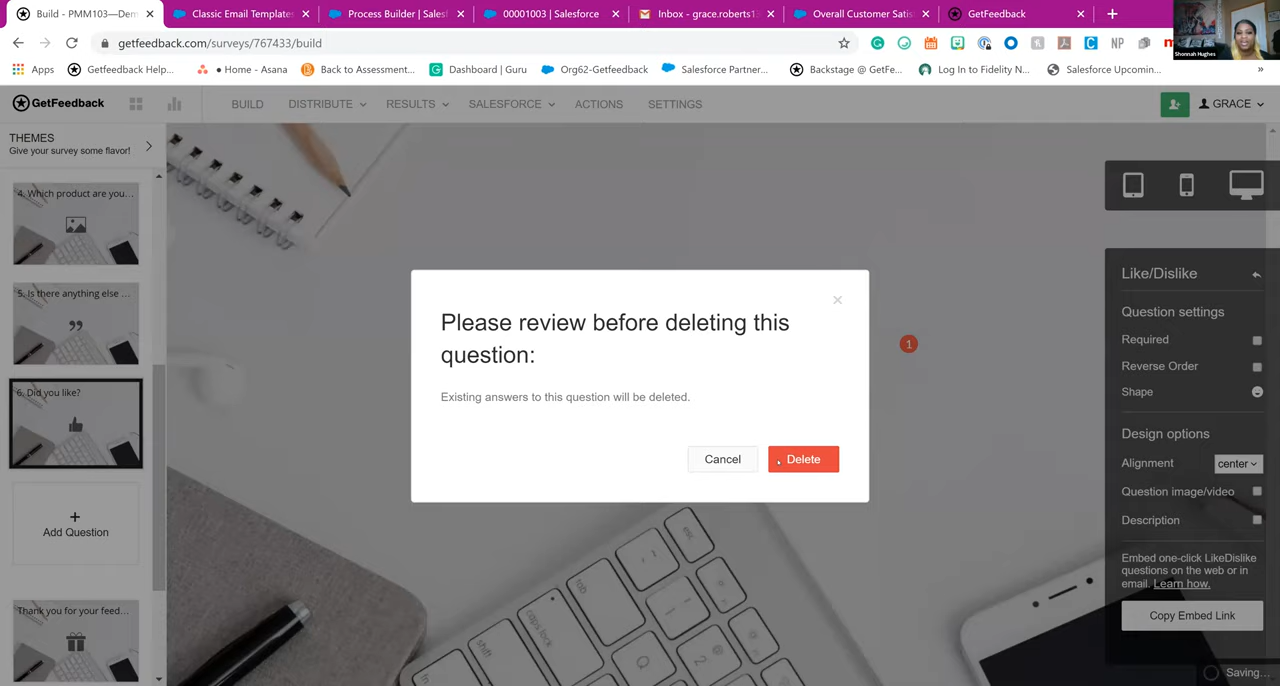 Build - PMM103—Dem
Classic Email Templates
Process Builder | Sales
00001003 | Salesforce
Inbox - grace.roberts13
Overall Customer Satis
GetFeedback
Shonnah Hughes
getfeedback.com/surveys/767433/build
Apps
Getfeedback Help...
• Home - Asana
Back to Assessment...
Dashboard | Guru
Org62-Getfeedback
Salesforce Partner...
Backstage @ GetFe...
Log In to Fidelity N...
Salesforce Upcomin...
»
GetFeedback
BUILD
DISTRIBUTE
RESULTS
SALESFORCE
ACTIONS
SETTINGS
GRACE
THEMES
Give your survey some flavor!
4. Which product are you...
5. Is there anything else ...
6. Did you like?
Add Question
Thank you for your feed...
Please review before deleting this
question:
Existing answers to this question will be deleted.
Cancel
Delete
1
Like/Dislike
Question settings
Required
Reverse Order
Shape
Design options
Alignment
center
Question image/video
Description
Embed one-click LikeDislike
questions on the web or in
email. Learn how.
Copy Embed Link
Saving...